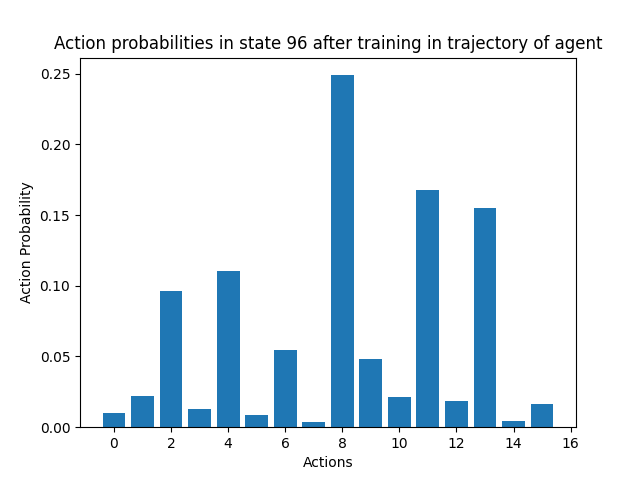 Action probabilities in state 96 after training in trajectory of agent
0.25
0.20
0.15
0.10
0.05
0.00
Action Probability
0 2 4 6 8 10 12 14 16
Actions